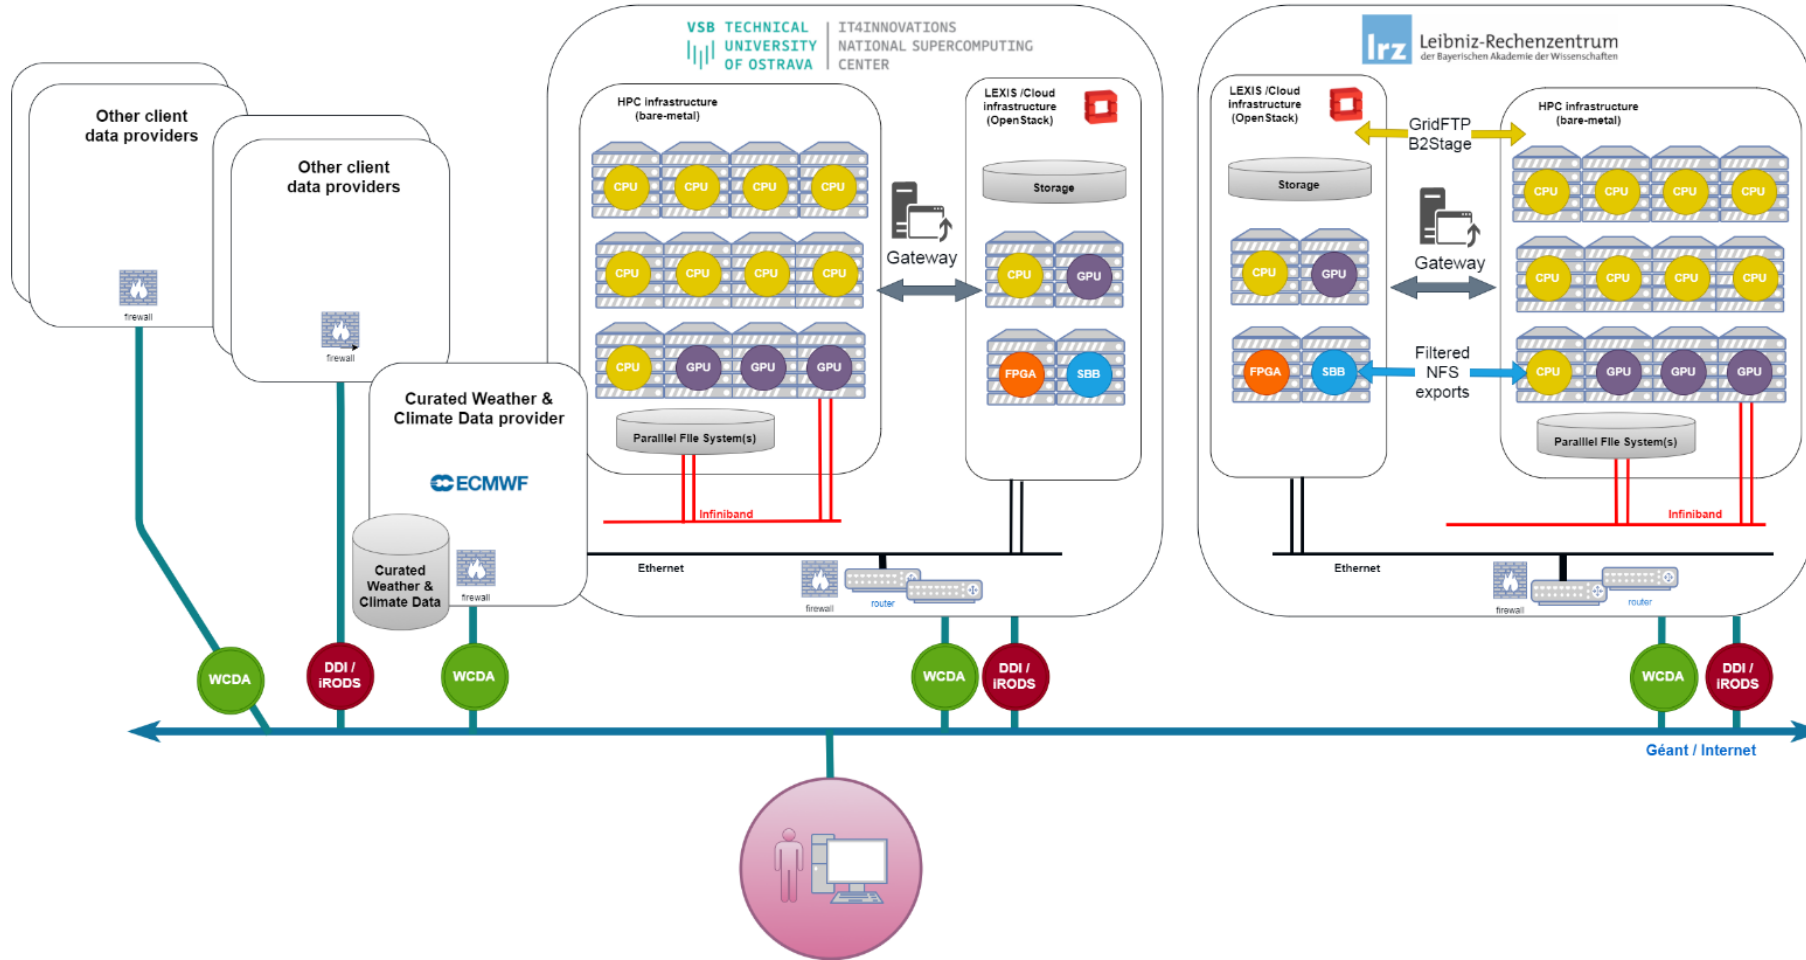 Other client
data providers
firewall
Other client
data providers
firewall
Curated Weather &
Climate Data provider
ECMWF
Curated
Weather &
Climate Data
firewall
VSB TECHNICAL
UNIVERSITY
OF OSTRAVA
IT4INNOVATIONS
NATIONAL SUPERCOMPUTING
CENTER
HPC infrastructure
(bare-metal)
CPU CPU CPU CPU
CPU CPU CPU CPU
CPU GPU GPU GPU
Paralllel File System(s)
Infiniband
Gateway
LEXIS /Cloud
infrastructure
(OpenStack)
Storage
CPU GPU
FPGA SBB
Ethernet
firewall
router
lrz Leibniz-Rechenzentrum
der Bayerischen Akademie der Wissenschaften
LEXIS /Cloud
infrastructure
(OpenStack)
Storage
CPU GPU
FPGA SBB
GridFTP
B2Stage
Gateway
Filtered
NFS
exports
HPC infrastructure
(bare-metal)
CPU CPU CPU CPU
CPU CPU CPU CPU
CPU GPU GPU GPU
Paralllel File System(s)
Infiniband
Ethernet
firewall
router
WCDA
DDI /
iRODS
WCDA
WCDA
DDI /
iRODS
WCDA
DDI /
iRODS
Géant / Internet